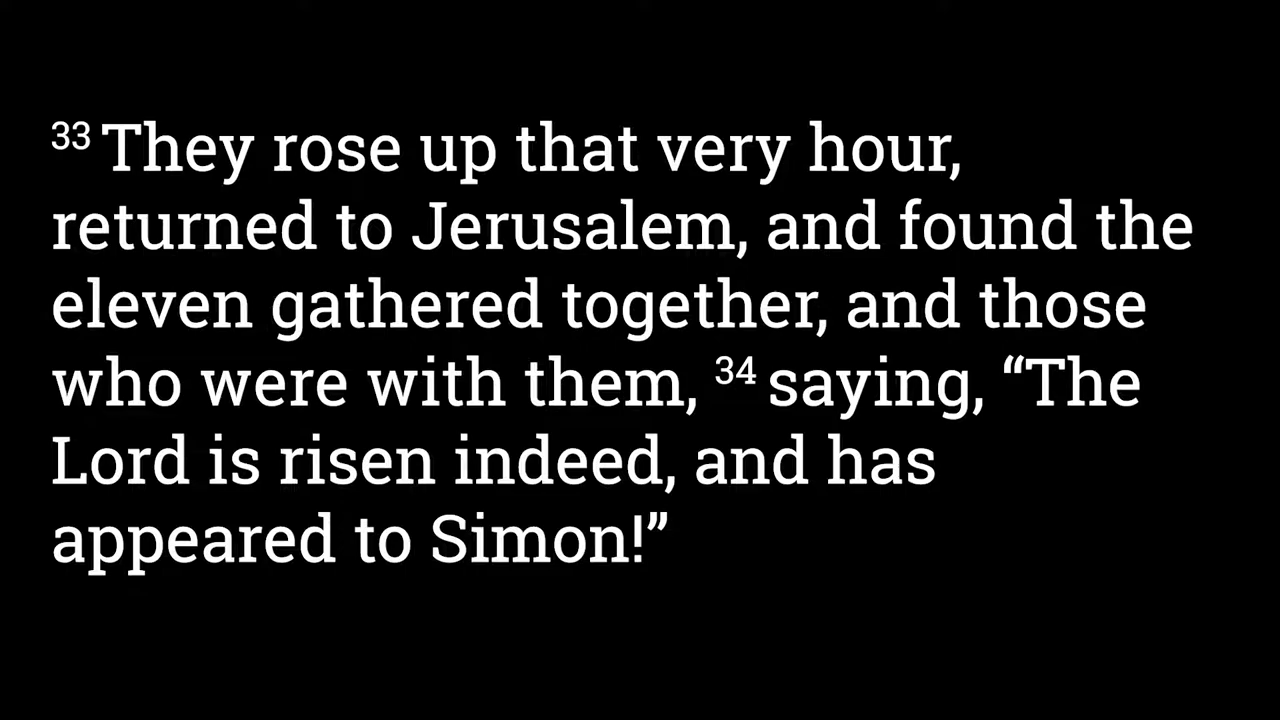 33 They rose up that very hour,
returned to Jerusalem, and found the
eleven gathered together, and those
who were with them, 34 saying, “The
Lord is risen indeed, and has
appeared to Simon!”